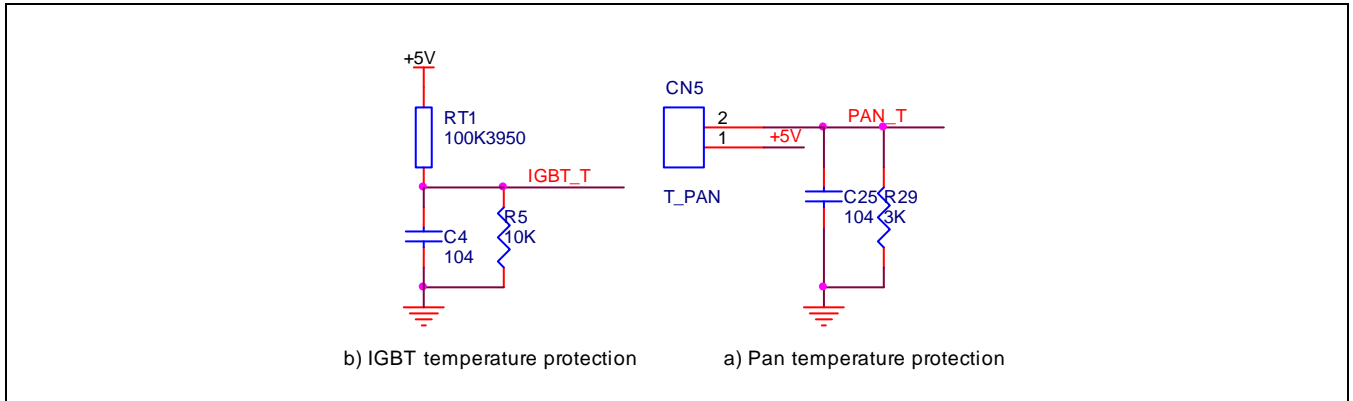 +5V
RT1
100K3950
IGBT_T
C4
104
R5
10K
b) IGBT temperature protection
CN5
2
1
PAN_T
+5V
T_PAN
C25
104
R29
3K
a) Pan temperature protection